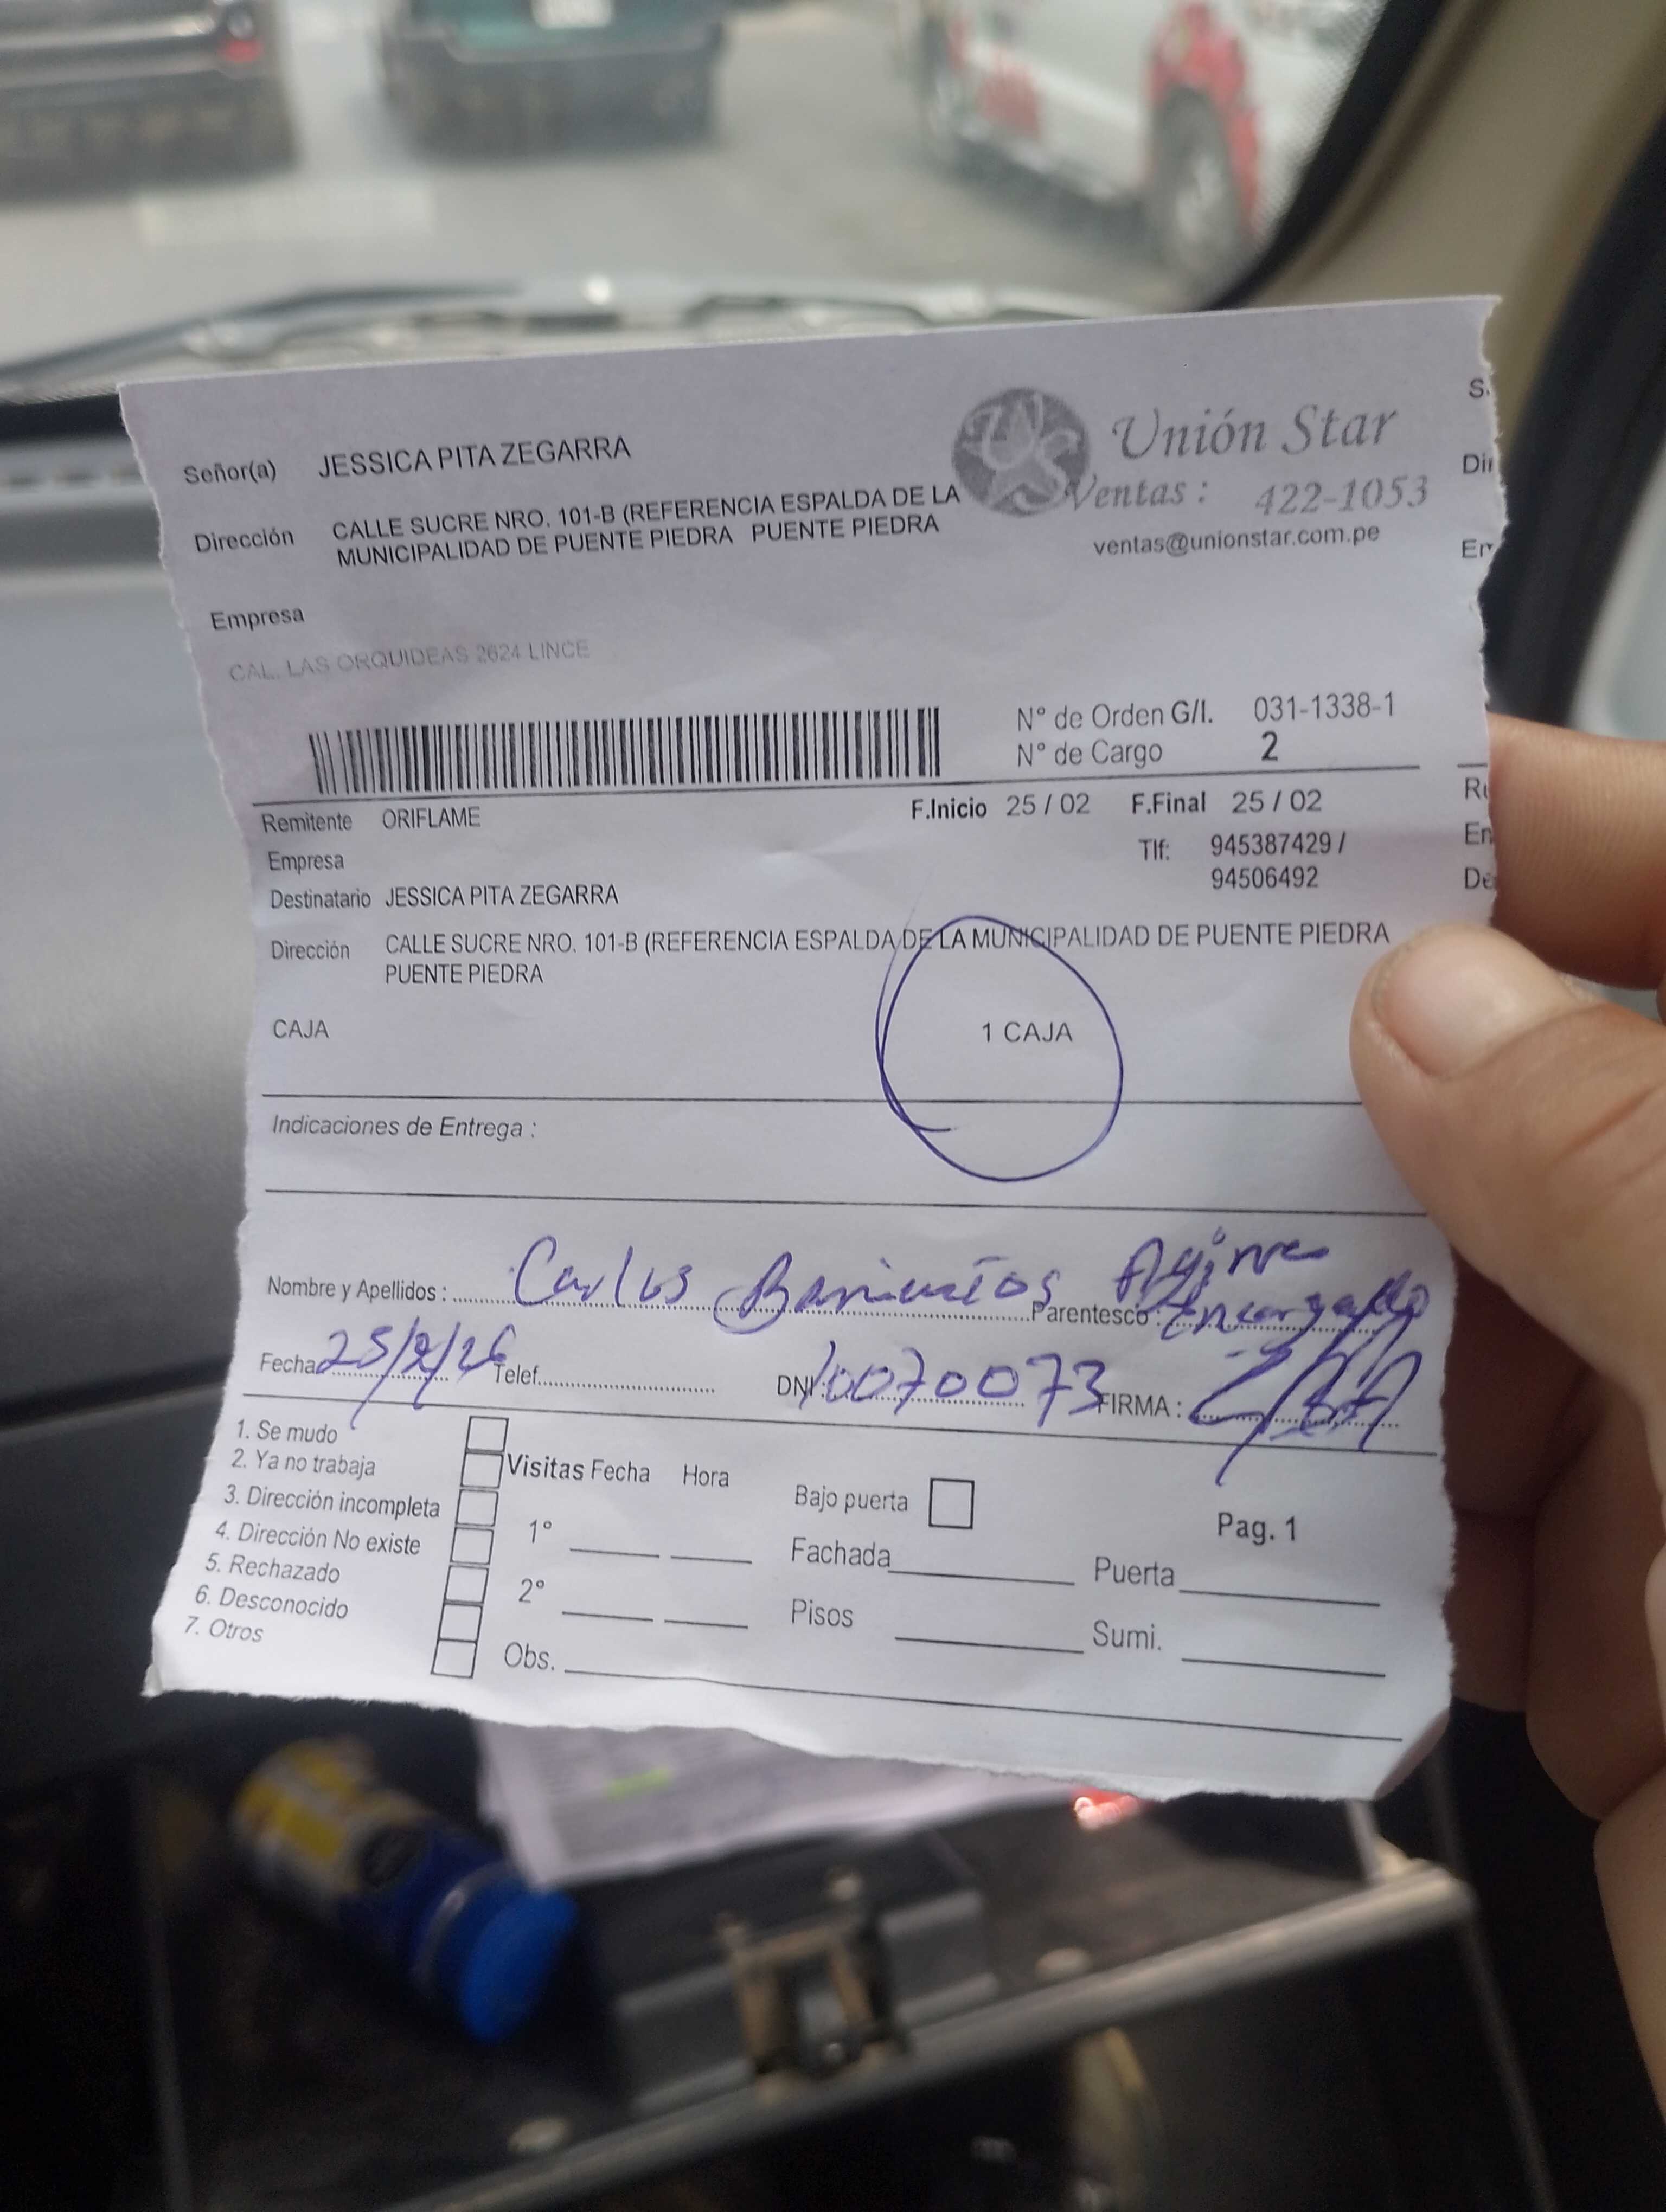 Señor(a) JESSICA PITA ZEGARRA
Unión Star
Ventas : 422-1053
ventas@unionstar.com.pe
Dirección CALLE SUCRE NRO. 101-B (REFERENCIA ESPALDA DE LA
MUNICIPALIDAD DE PUENTE PIEDRA PUENTE PIEDRA
Empresa
CAL. LAS ORQUIDEAS 2624 LINCE
N° de Orden G/I. 031-1338-1
N° de Cargo 2
Remitente ORIFLAME F.Inicio 25 / 02 F.Final 25 / 02
Empresa Tlf: 945387429 /
94506492
Destinatario JESSICA PITA ZEGARRA
Dirección CALLE SUCRE NRO. 101-B (REFERENCIA ESPALDA DE LA MUNICIPALIDAD DE PUENTE PIEDRA
PUENTE PIEDRA
CAJA 1 CAJA
Indicaciones de Entrega :
Nombre y Apellidos : Carlos Barrientos Parentesco : Encargado
Fecha 25/2/26 Telef. DNI: 10070073 FIRMA :
1. Se mudo
2. Ya no trabaja
3. Dirección incompleta
4. Dirección No existe
5. Rechazado
6. Desconocido
7. Otros
Visitas Fecha Hora
1°
2°
Obs.
Bajo puerta
Fachada
Pisos
Pag. 1
Puerta
Sumi.